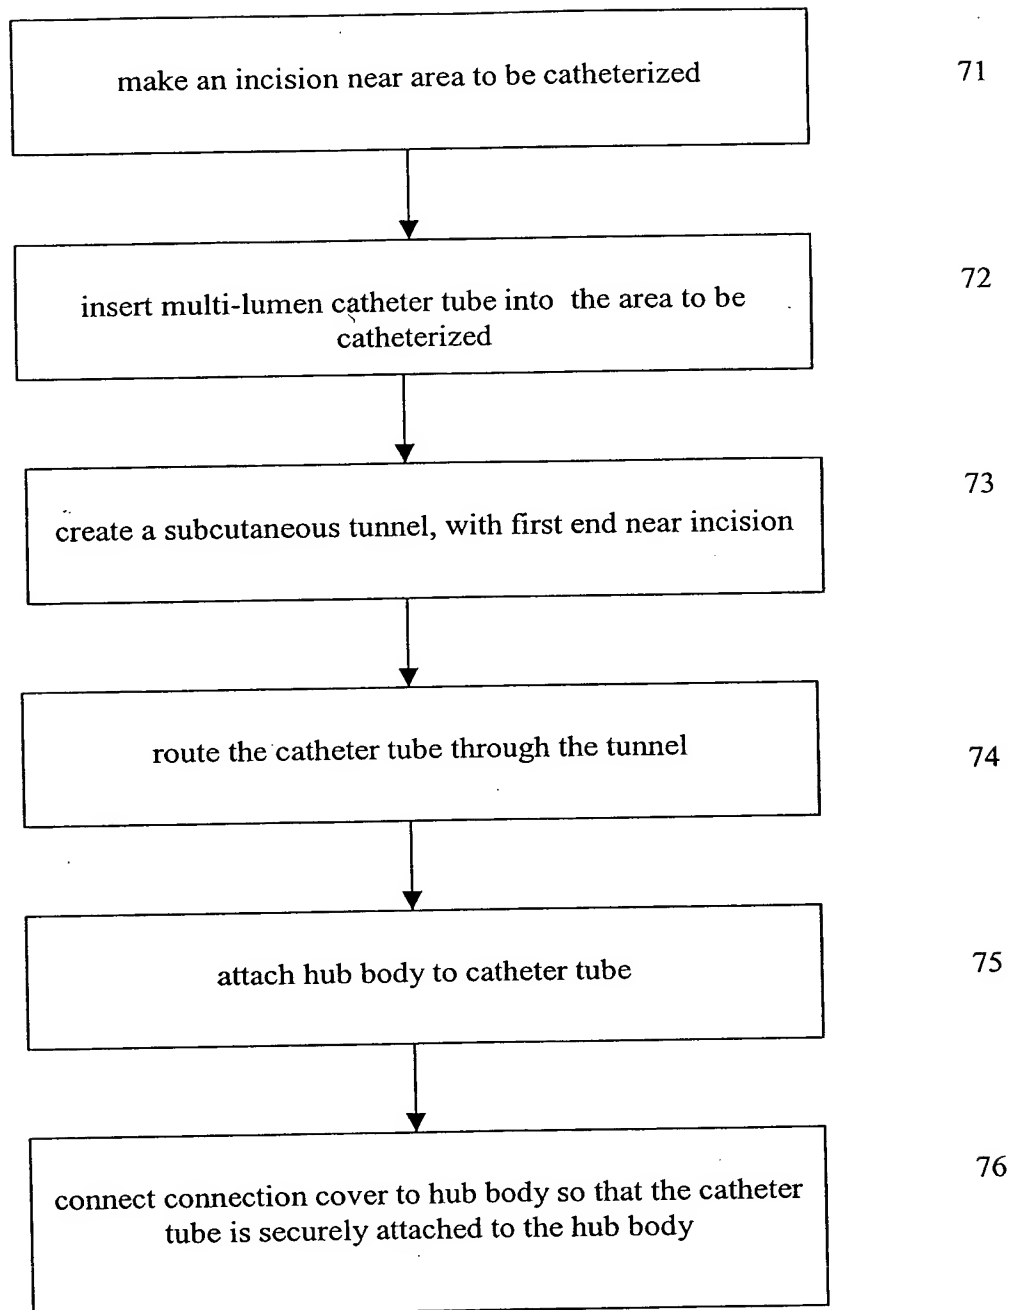 make an incision near area to be catheterized
71
insert multi-lumen catheter tube into the area to be
catheterized
72
create a subcutaneous tunnel, with first end near incision
73
route the catheter tube through the tunnel
74
attach hub body to catheter tube
75
connect connection cover to hub body so that the catheter
tube is securely attached to the hub body
76